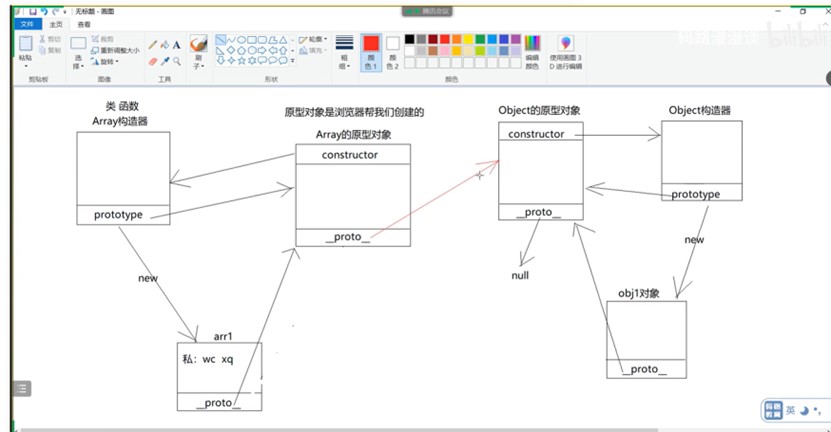 腾讯会议
无标题 - 画图
文件
主页
查看
粘贴
剪切
复制
剪贴板
选择
裁剪
重新调整大小
旋转
图像
A
工具
刷子
形状
轮廓
填充
粗细
颜色 1
颜色 2
编辑颜色
颜色
使用画图 3D 进行编辑
bilibili
类 函数
Array构造器
prototype
原型对象是浏览器帮我们创建的
Array的原型对象
constructor
__proto__
Object的原型对象
constructor
__proto__
Object构造器
prototype
null
new
new
arr1
私：wc xq
__proto__
obj1对象
__proto__
英